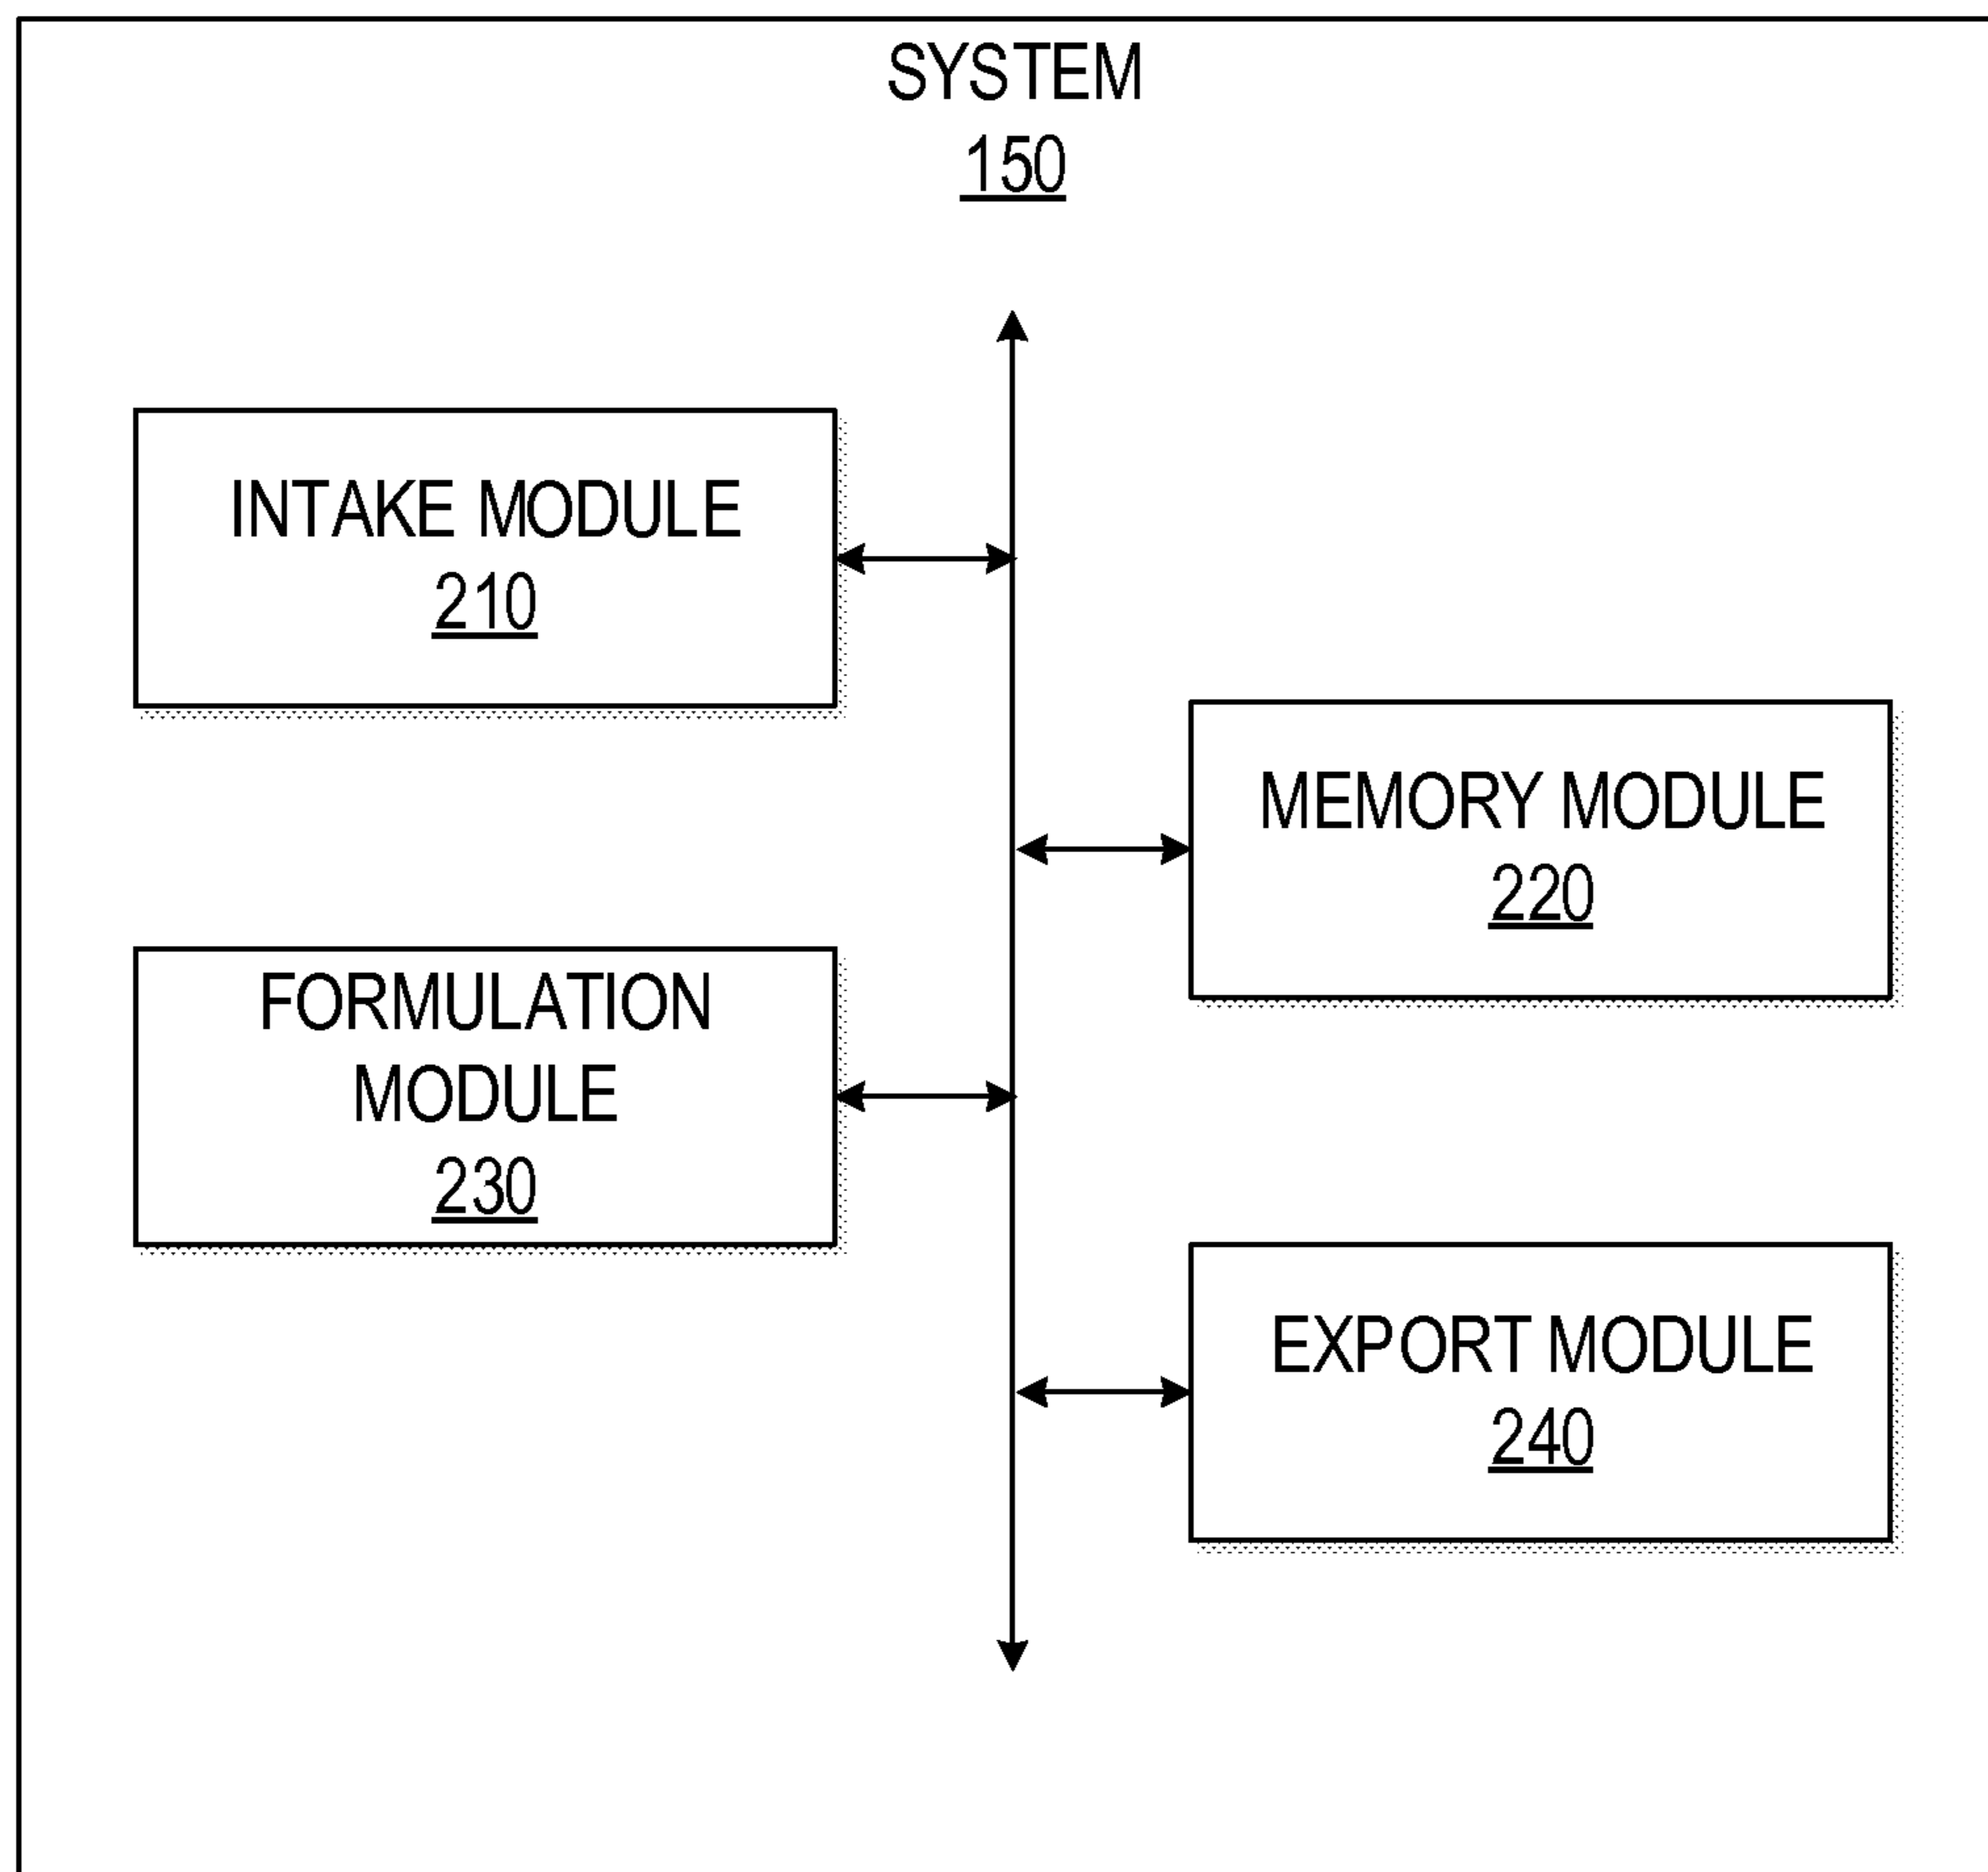 SYSTEM
150
INTAKE MODULE
210
MEMORY MODULE
220
FORMULATION
MODULE
230
EXPORT MODULE
240